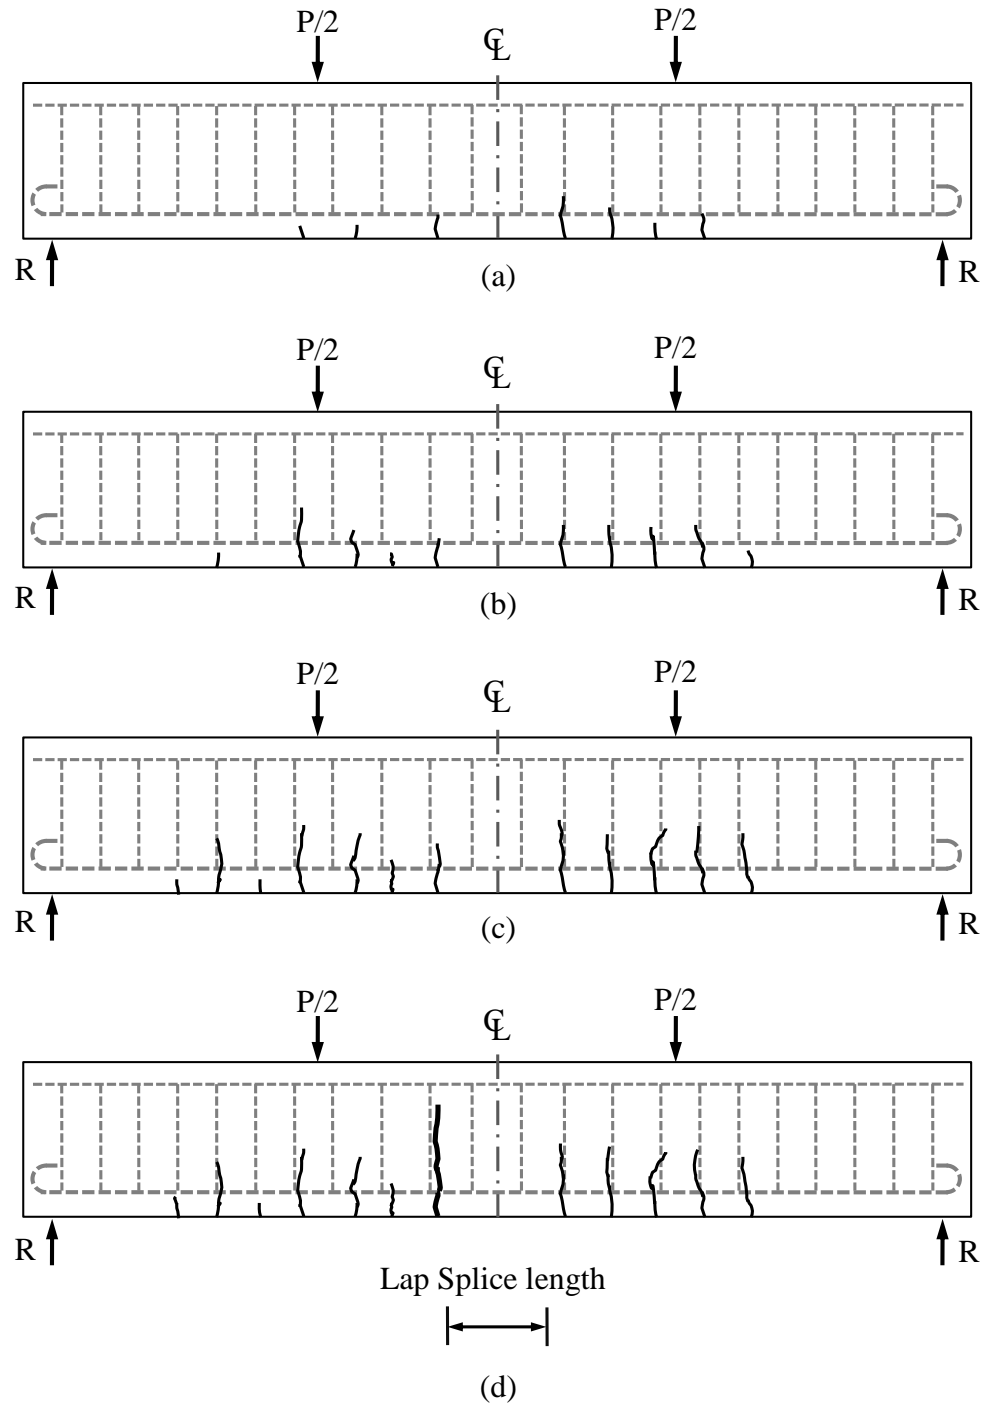 P/2 ℄ P/2
R R
(a)
P/2 ℄ P/2
R R
(b)
P/2 ℄ P/2
R R
(c)
P/2 ℄ P/2
R R
Lap Splice length
(d)